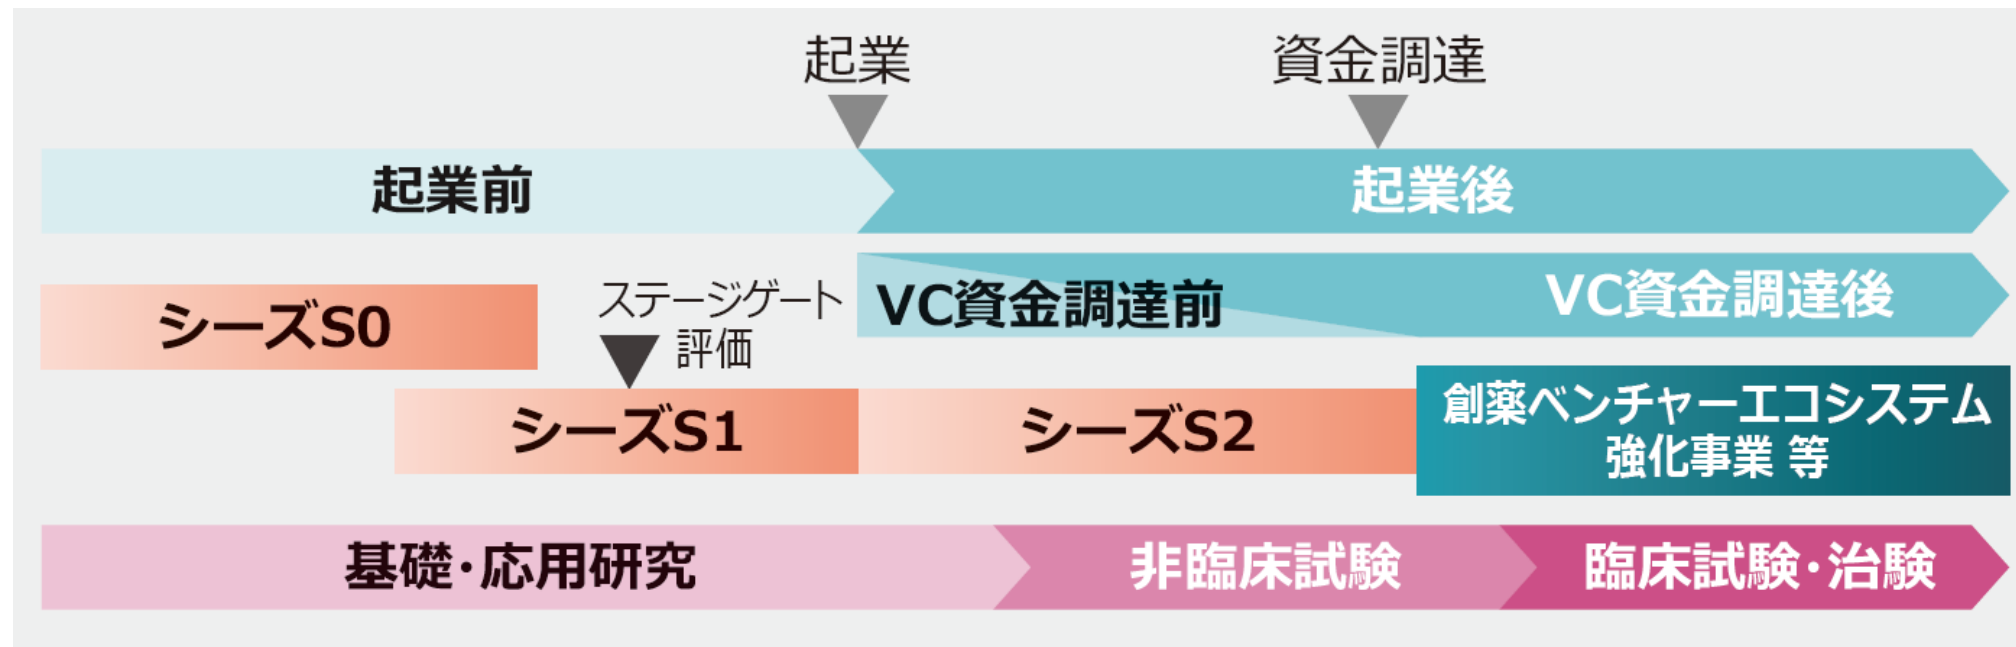 起業
資金調達
起業前
起業後
シーズS0
ステージゲート
評価
VC資金調達前
VC資金調達後
シーズS1
シーズS2
創薬ベンチャーエコシステム
強化事業 等
基礎・応用研究
非臨床試験
臨床試験・治験